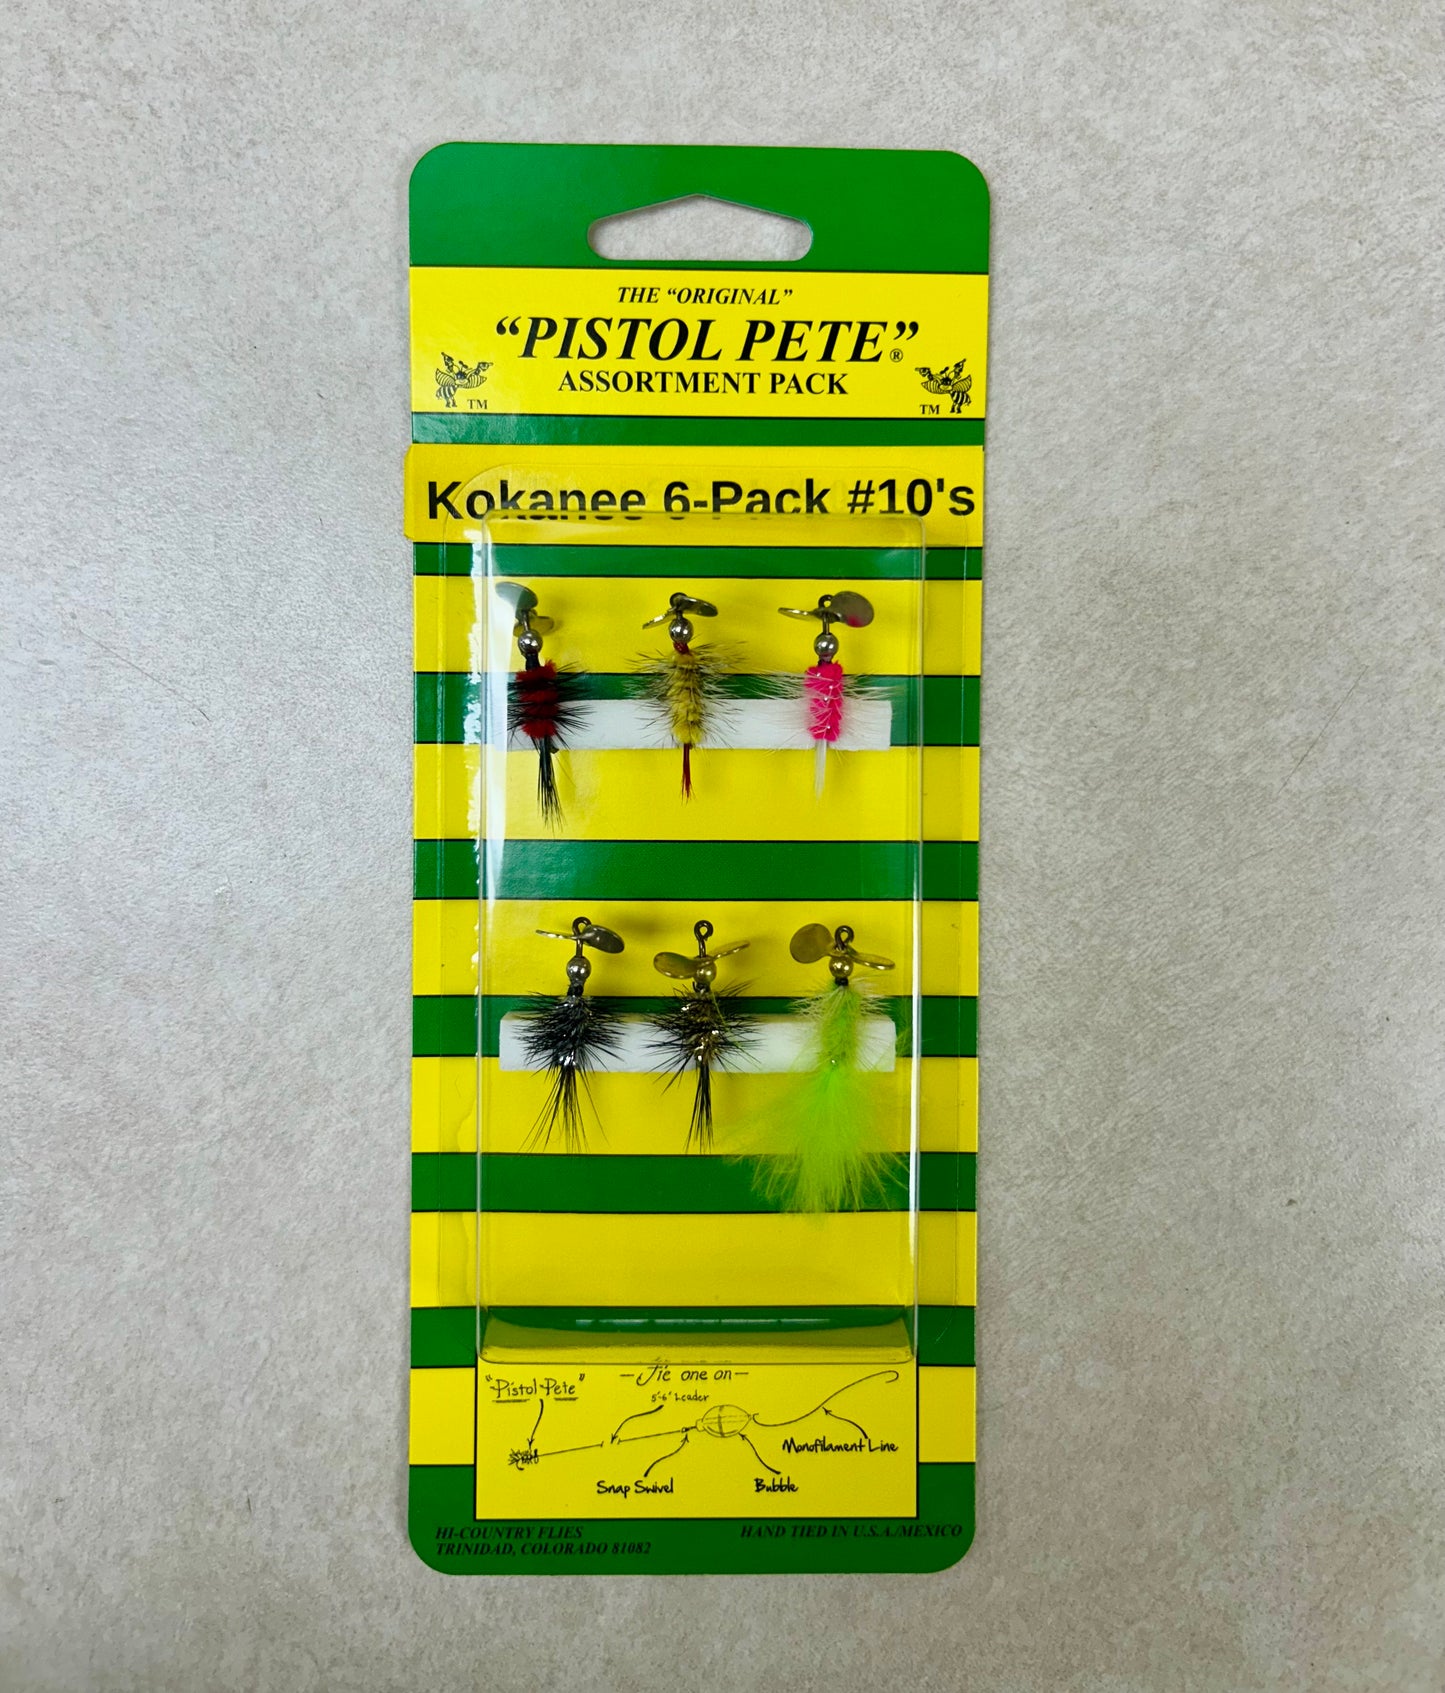 THE “ORIGINAL”
“PISTOL PETE”®
ASSORTMENT PACK
TM TM
Kokanee 6-Pack #10's
"Pistol Pete"
—Tie one on—
5'-6' Leader
Monofilament Line
Snap Swivel
Bubble
HI-COUNTRY FLIES
TRINIDAD, COLORADO 81082
HAND TIED IN U.S.A./MEXICO